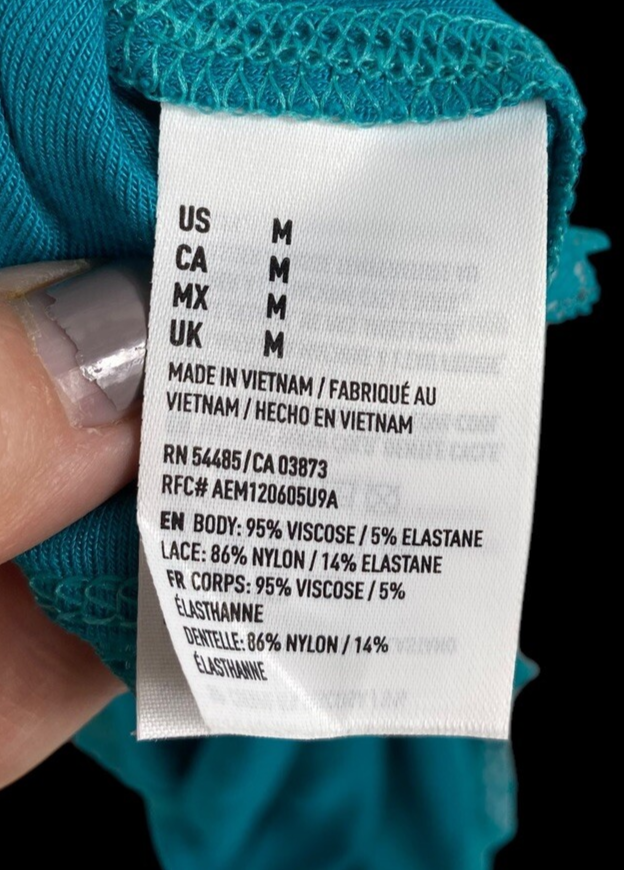 US M
CA M
MX M
UK M
MADE IN VIETNAM / FABRIQUÉ AU
VIETNAM / HECHO EN VIETNAM
RN 54485/CA 03873
RFC# AEM120605U9A
EN BODY: 95% VISCOSE / 5% ELASTANE
LACE: 86% NYLON / 14% ELASTANE
FR CORPS: 95% VISCOSE / 5%
ÉLASTHANNE
DENTELLE: 86% NYLON / 14%
ÉLASTHANNE